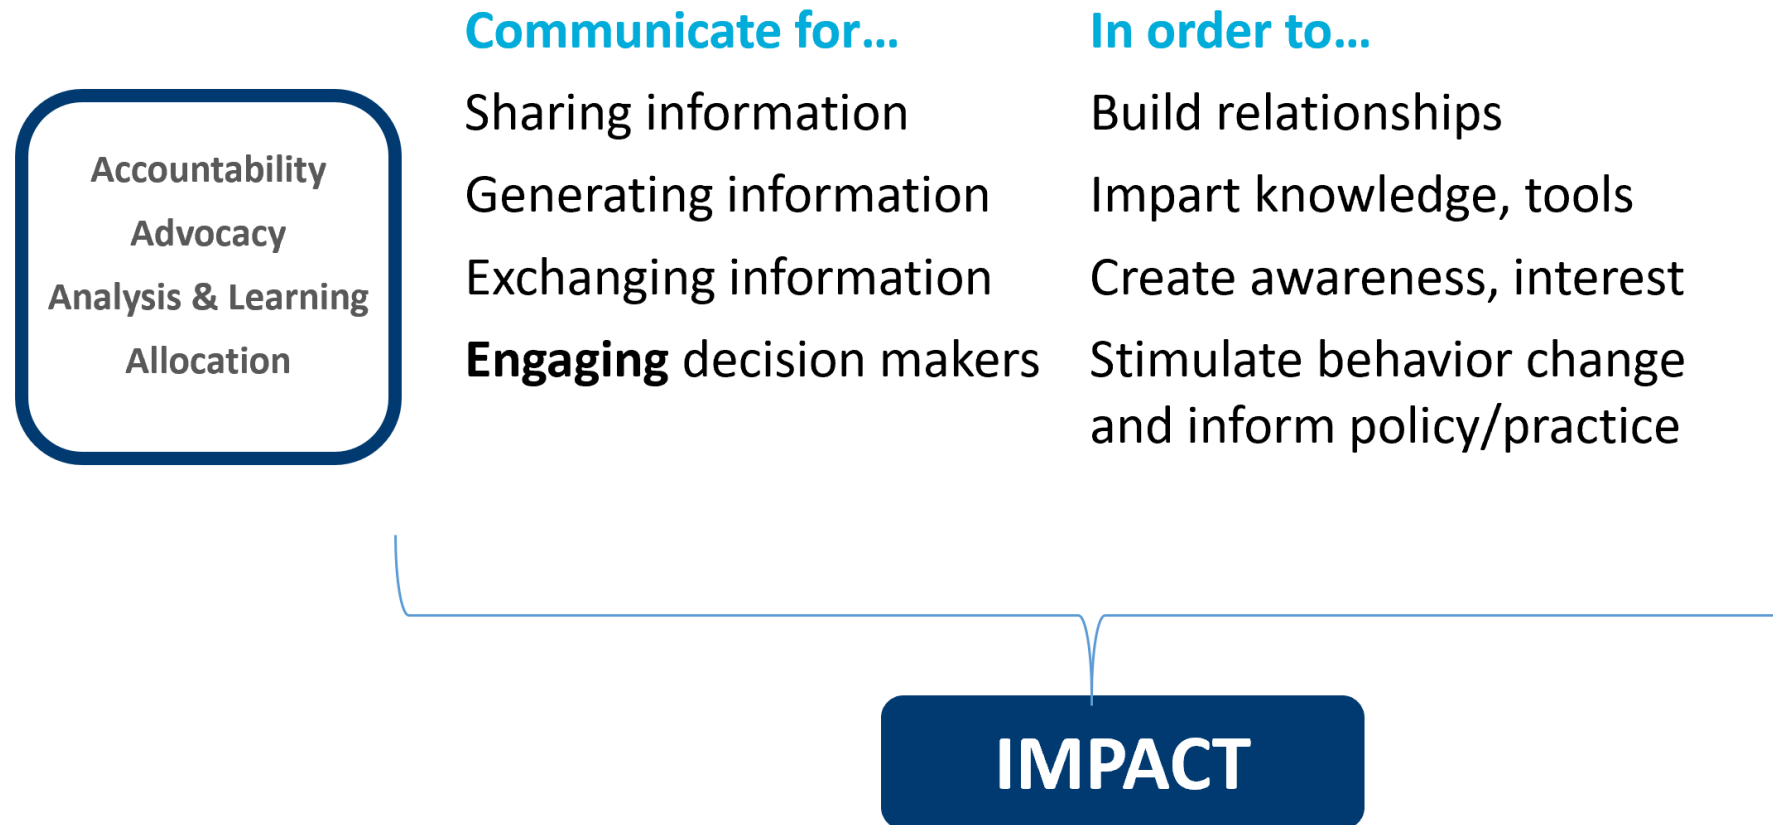 Accountability
Advocacy
Analysis & Learning
Allocation
Communicate for…
Sharing information
Generating information
Exchanging information
Engaging decision makers
In order to…
Build relationships
Impart knowledge, tools
Create awareness, interest
Stimulate behavior change
and inform policy/practice
IMPACT